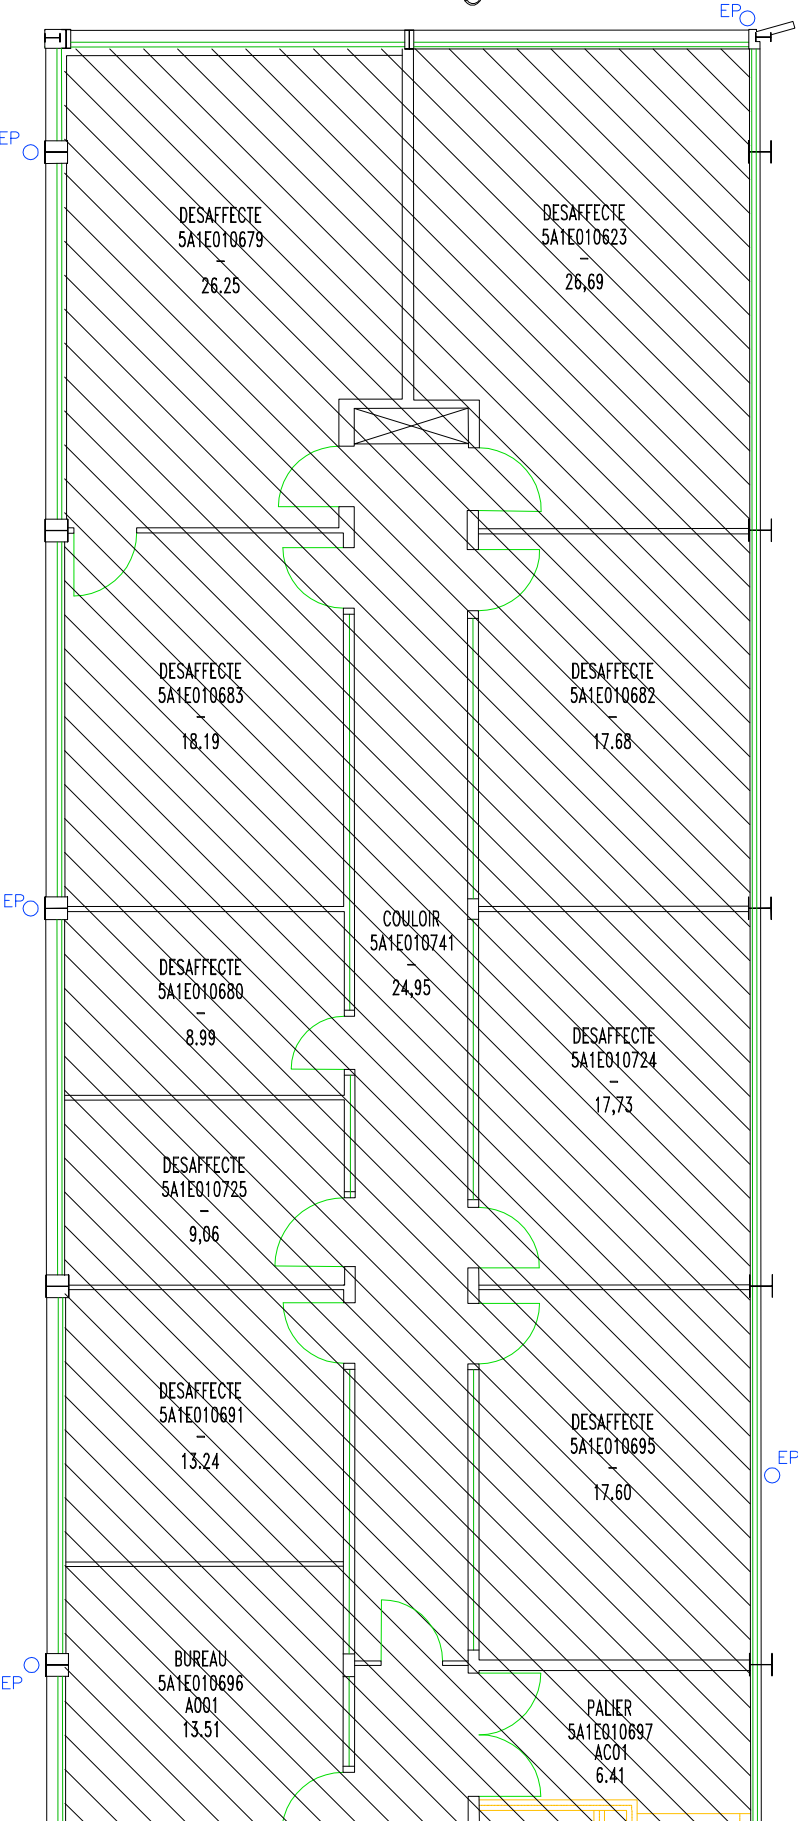 EP
EP
DESAFFECTE
5A1E010679
-
26.25
DESAFFECTE
5A1E010623
-
26,69
DESAFFECTE
5A1E010683
-
18.19
DESAFFECTE
5A1E010682
-
17.68
EP
COULOIR
5A1E010741
-
24,95
DESAFFECTE
5A1E010680
-
8.99
DESAFFECTE
5A1E010724
-
17,73
DESAFFECTE
5A1E010725
-
9,06
DESAFFECTE
5A1E010691
-
13.24
DESAFFECTE
5A1E010695
-
17.60
EP
BUREAU
5A1E010696
A001
13.51
EP
PALIER
5A1E010697
AC01
6.41